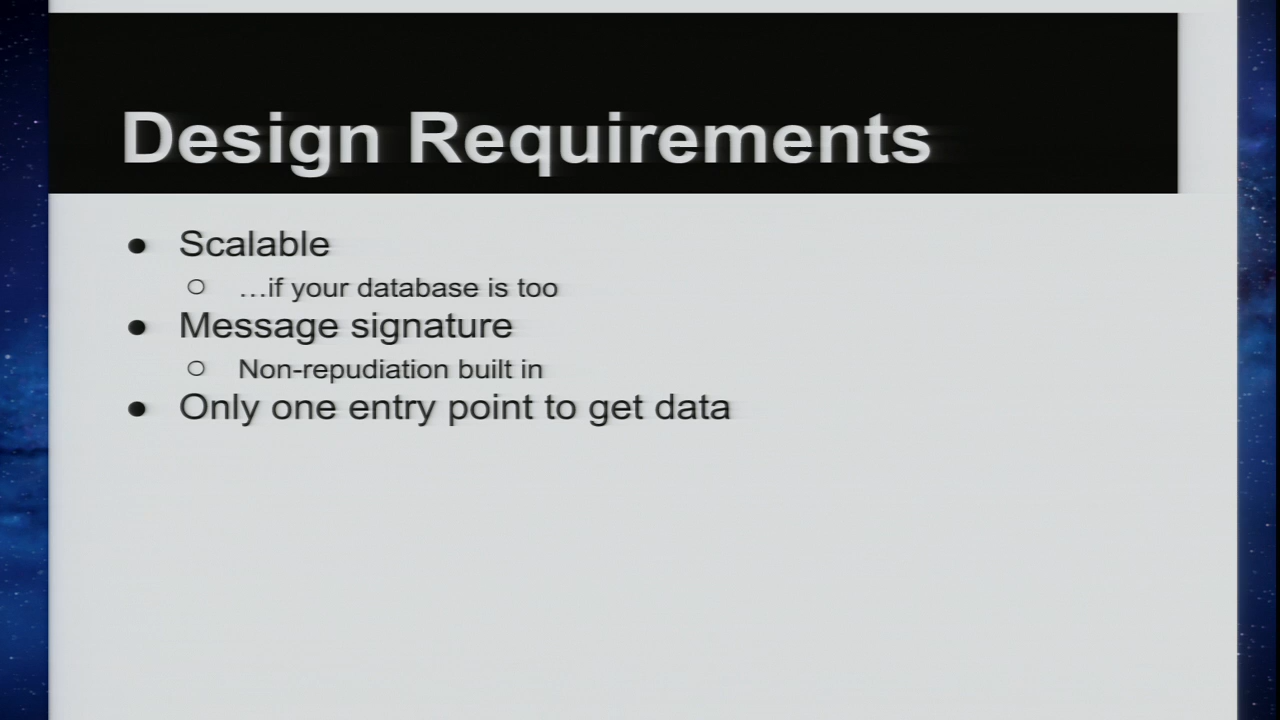 Design Requirements
● Scalable
○ …if your database is too
● Message signature
○ Non-repudiation built in
● Only one entry point to get data